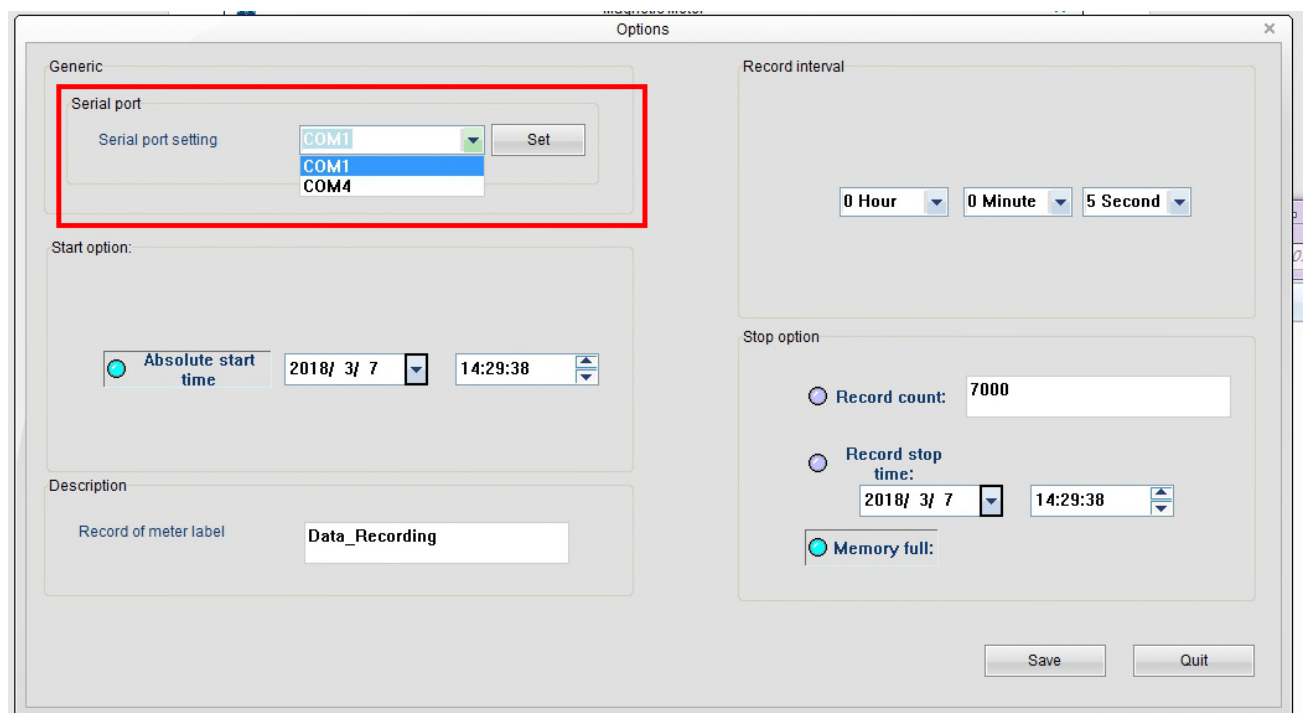 Options
Generic
Serial port
Serial port setting
COM1
Set
COM1
COM4
Start option:
Absolute start
time
2018/ 3/ 7
14:29:38
Description
Record of meter label
Data_Recording
Record interval
0 Hour
0 Minute
5 Second
Stop option
Record count:
7000
Record stop
time:
2018/ 3/ 7
14:29:38
Memory full:
Save
Quit